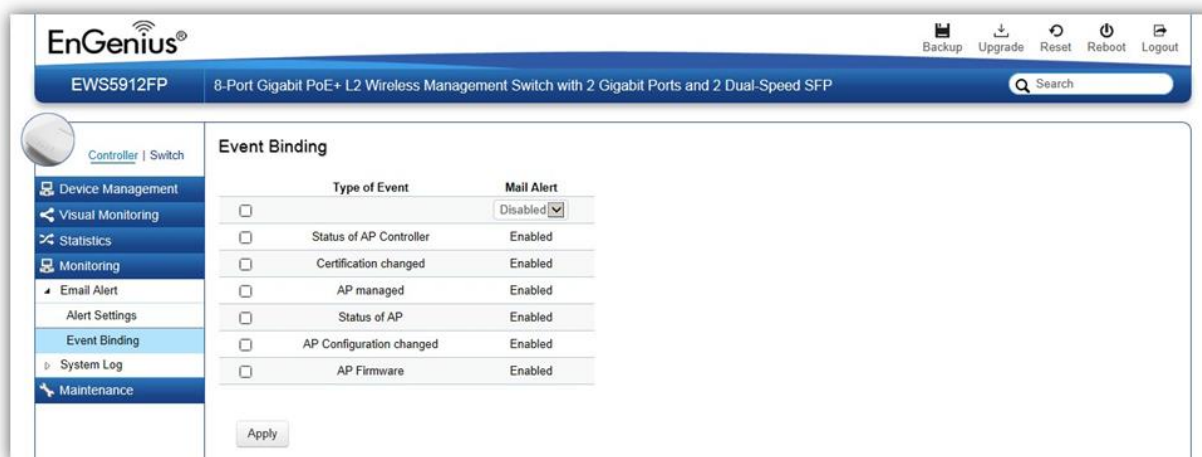 EnGenius®
Backup Upgrade Reset Reboot Logout
EWS5912FP 8-Port Gigabit PoE+ L2 Wireless Management Switch with 2 Gigabit Ports and 2 Dual-Speed SFP Search
Controller | Switch
Device Management
Visual Monitoring
Statistics
Monitoring
Email Alert
Alert Settings
Event Binding
System Log
Maintenance
Event Binding
Type of Event Mail Alert
Disabled
Status of AP Controller Enabled
Certification changed Enabled
AP managed Enabled
Status of AP Enabled
AP Configuration changed Enabled
AP Firmware Enabled
Apply